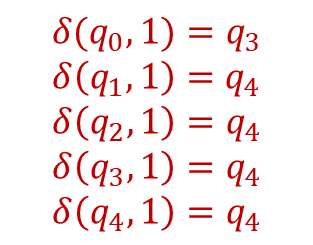 δ(q₀, 1) = q₃
δ(q₁, 1) = q₄
δ(q₂, 1) = q₄
δ(q₃, 1) = q₄
δ(q₄, 1) = q₄